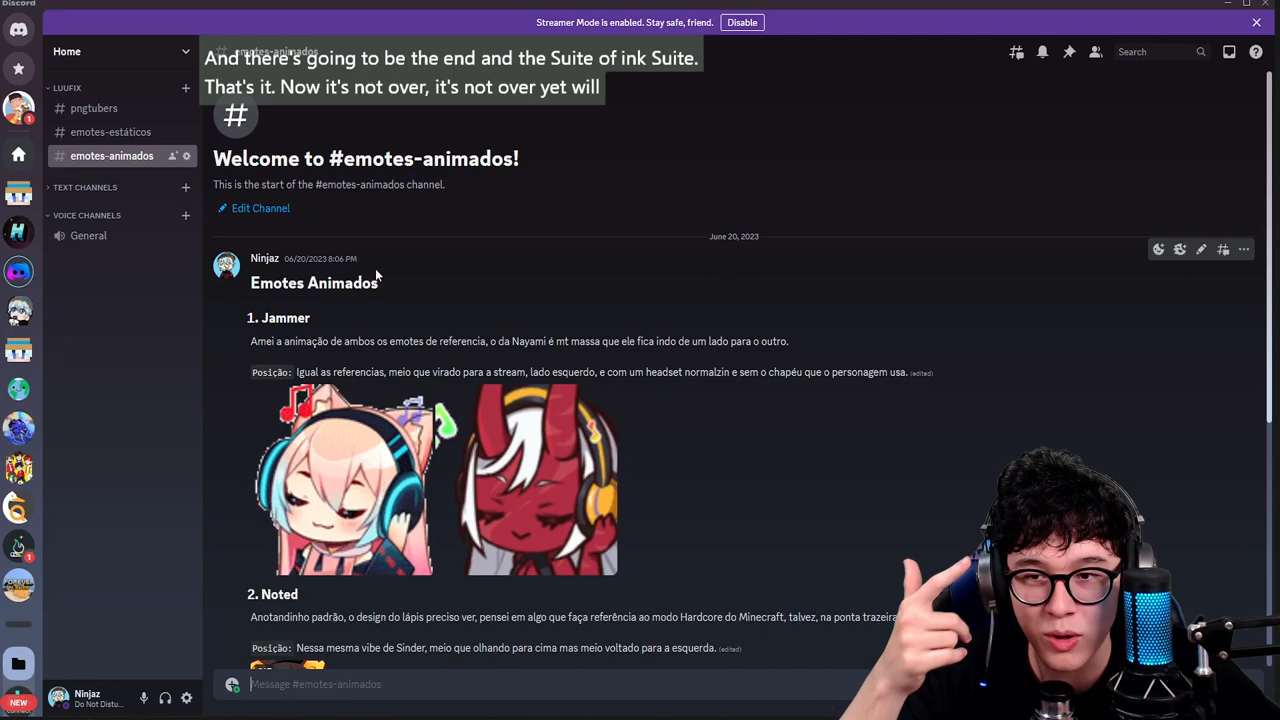 Discord
Streamer Mode is enabled. Stay safe, friend. Disable
Home
emotes-animados
Search
And there's going to be the end and the Suite of ink Suite.
That's it. Now it's not over, it's not over yet will
LUUFIX
pngtubers
emotes-estáticos
emotes-animados
TEXT CHANNELS
VOICE CHANNELS
General
1
1
NEW
Ninjaz
Do Not Distu...
#
Welcome to #emotes-animados!
This is the start of the #emotes-animados channel.
Edit Channel
June 20, 2023
Ninjaz 06/20/2023 8:06 PM
Emotes Animados
1. Jammer
Amei a animação de ambos os emotes de referencia, o da Nayami é mt massa que ele fica indo de um lado para o outro.
Posição: Igual as referencias, meio que virado para a stream, lado esquerdo, e com um headset normalzin e sem o chapéu que o personagem usa. (edited)
2. Noted
Anotandinho padrão, o design do lápis preciso ver, pensei em algo que faça referência ao modo Hardcore do Minecraft, talvez, na ponta trazeira
Posição: Nessa mesma vibe de Sinder, meio que olhando para cima mas meio voltado para a esquerda. (edited)
Message #emotes-animados